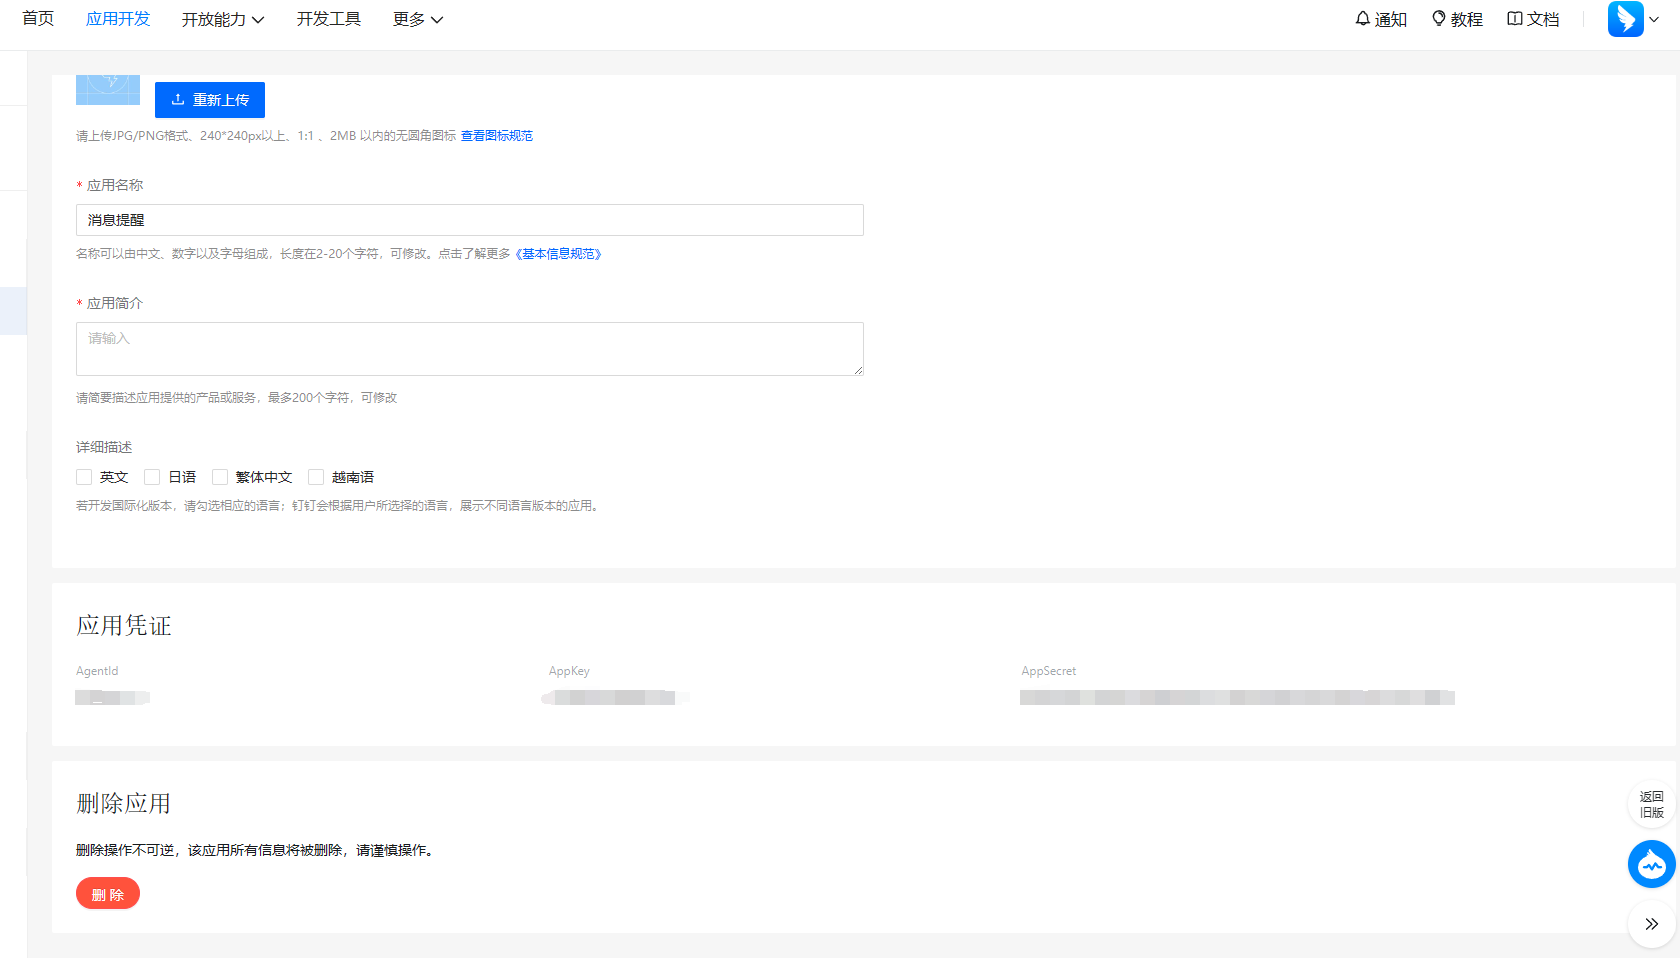 首页 应用开发 开放能力 开发工具 更多 通知 教程 文档
重新上传
请上传JPG/PNG格式、240*240px以上、1:1 、2MB 以内的无圆角图标 查看图标规范
* 应用名称
消息提醒
名称可以由中文、数字以及字母组成，长度在2-20个字符，可修改。点击了解更多《基本信息规范》
* 应用简介
请输入
请简要描述应用提供的产品或服务，最多200个字符，可修改
详细描述
英文 日语 繁体中文 越南语
若开发国际化版本，请勾选相应的语言；钉钉会根据用户所选择的语言，展示不同语言版本的应用。
应用凭证
AgentId AppKey AppSecret
删除应用
删除操作不可逆，该应用所有信息将被删除，请谨慎操作。
删 除
返回
旧版